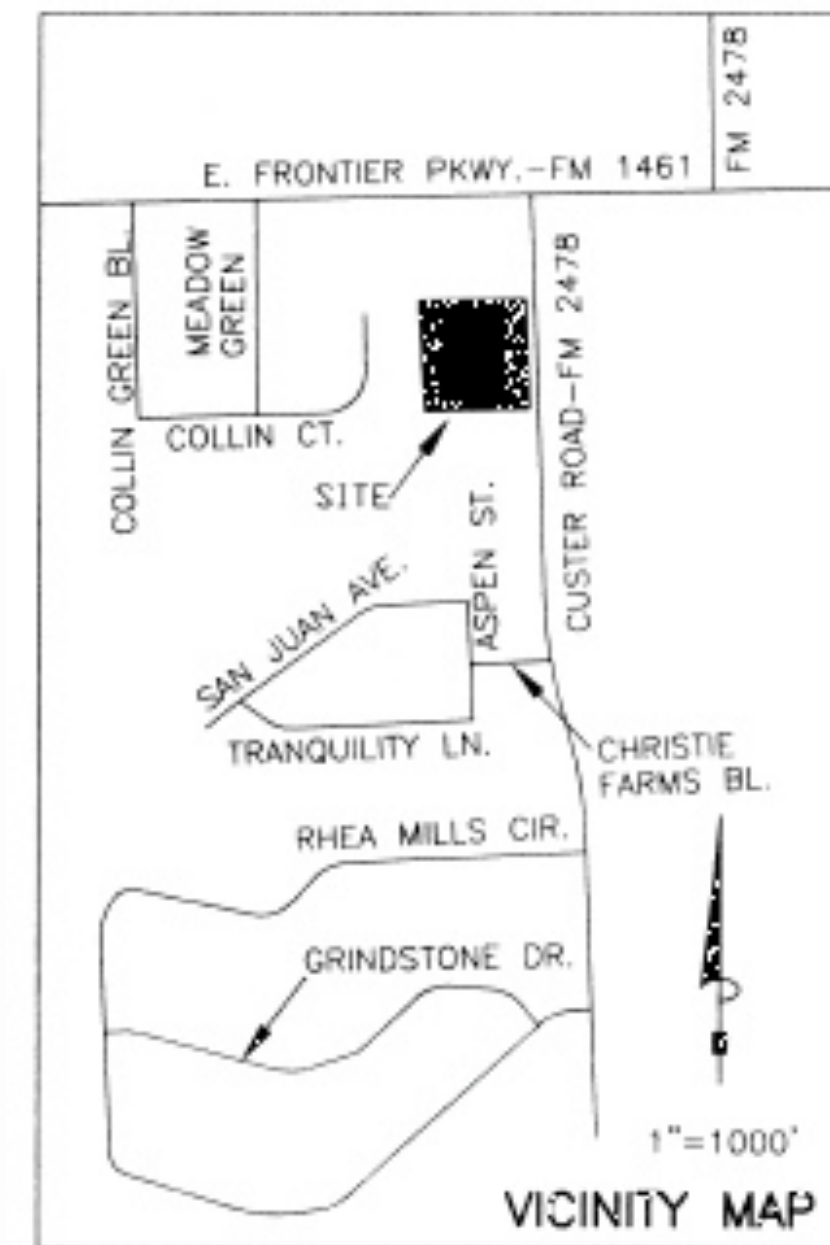 FM 2478
E. FRONTIER PKWY.-FM 1461
COLLIN GREEN BL.
MEADOW
GREEN
CUSTER ROAD-FM 2478
COLLIN CT.
SITE
ASPEN ST.
SAN JUAN AVE.
TRANQUILITY LN.
CHRISTIE
FARMS BL.
RHEA MILLS CIR.
GRINDSTONE DR.
1"=1000'
VICINITY MAP